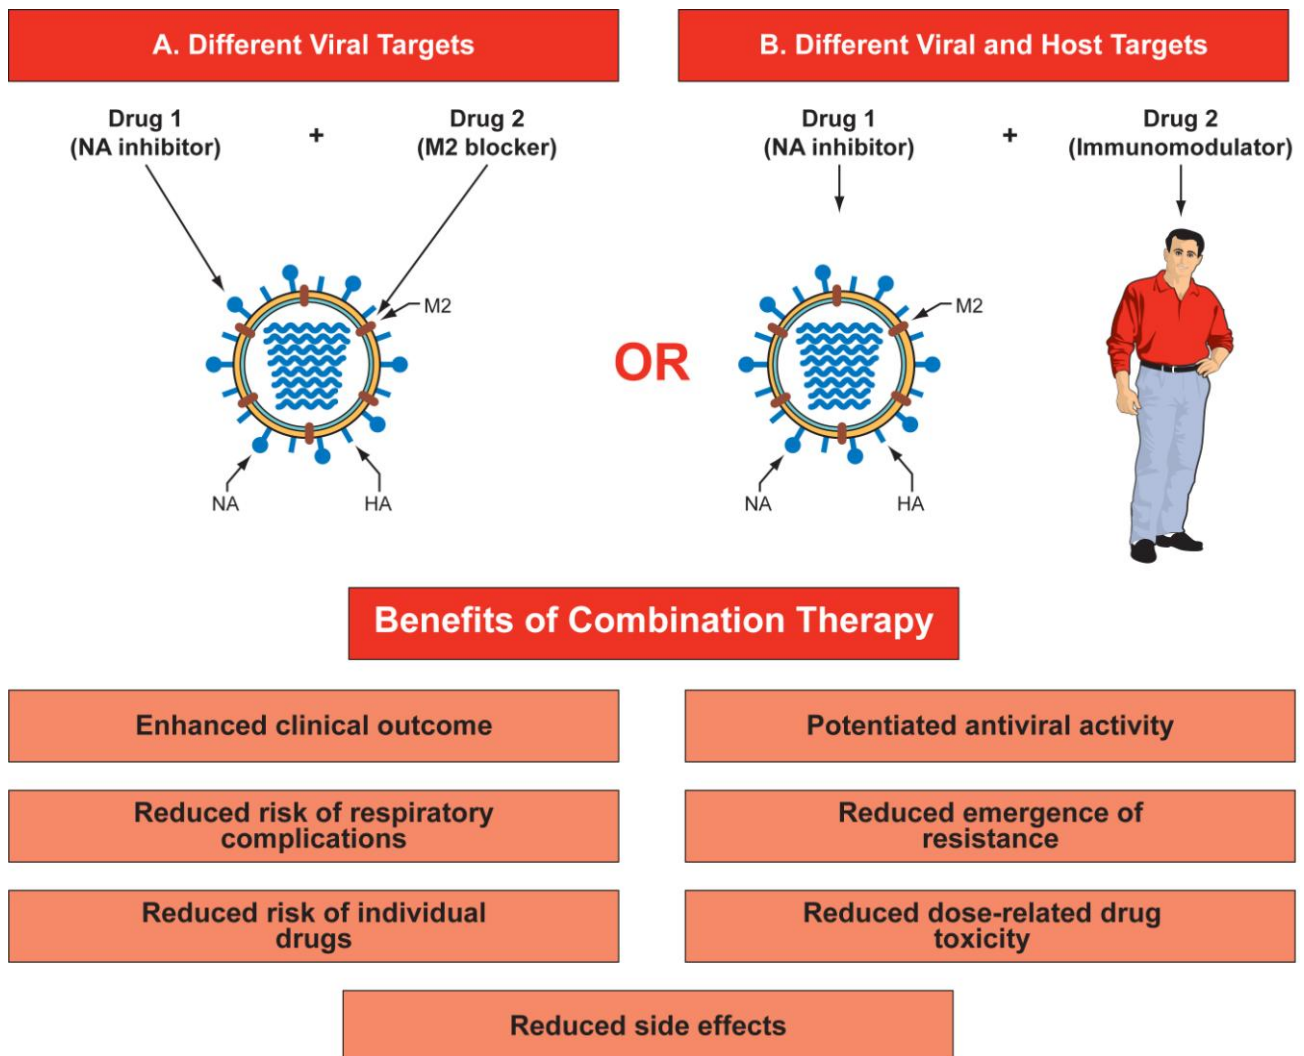 A. Different Viral Targets
B. Different Viral and Host Targets
Drug 1
(NA inhibitor)
+
Drug 2
(M2 blocker)
Drug 1
(NA inhibitor)
+
Drug 2
(Immunomodulator)
M2
NA
HA
OR
M2
NA
HA
Benefits of Combination Therapy
Enhanced clinical outcome
Potentiated antiviral activity
Reduced risk of respiratory
complications
Reduced emergence of
resistance
Reduced risk of individual
drugs
Reduced dose-related drug
toxicity
Reduced side effects